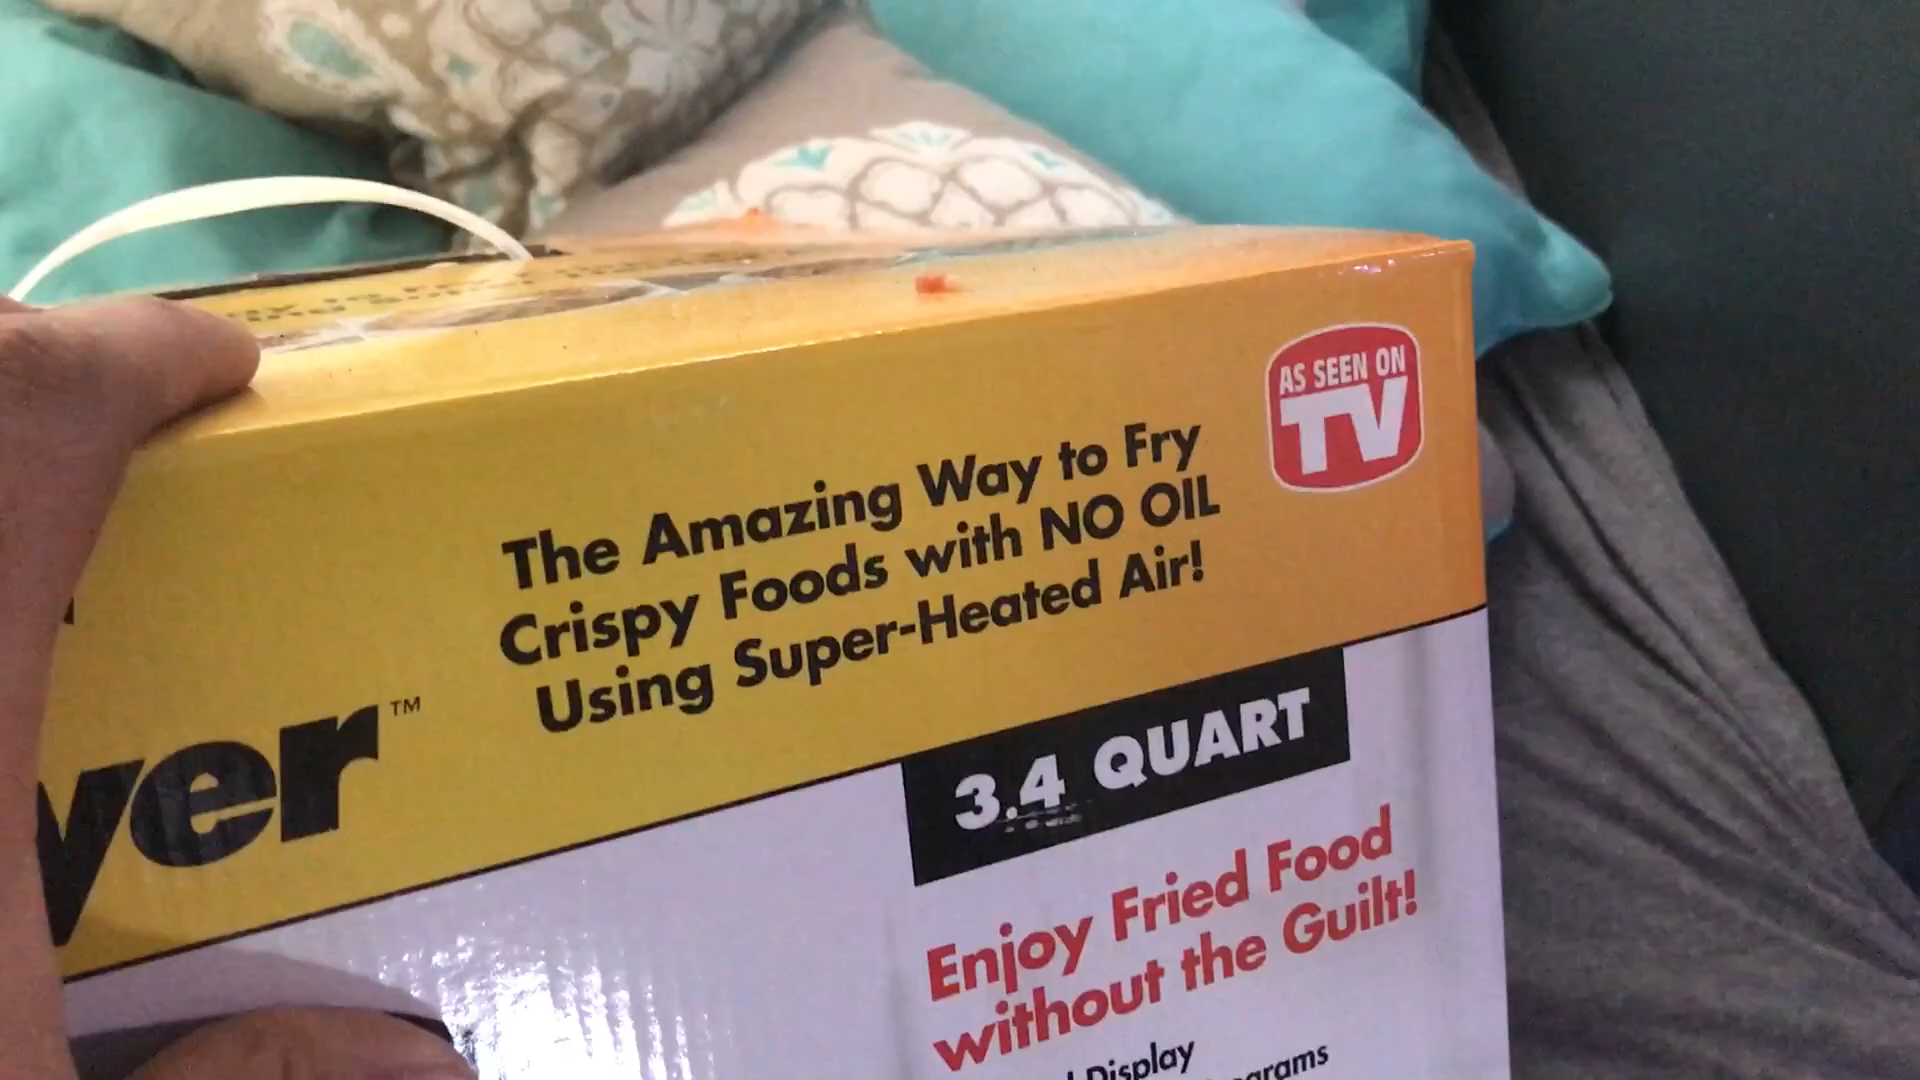 AS SEEN ON
TV
The Amazing Way to Fry
Crispy Foods with NO OIL
Using Super-Heated Air!
yer™
3.4 QUART
Enjoy Fried Food
without the Guilt!
Display